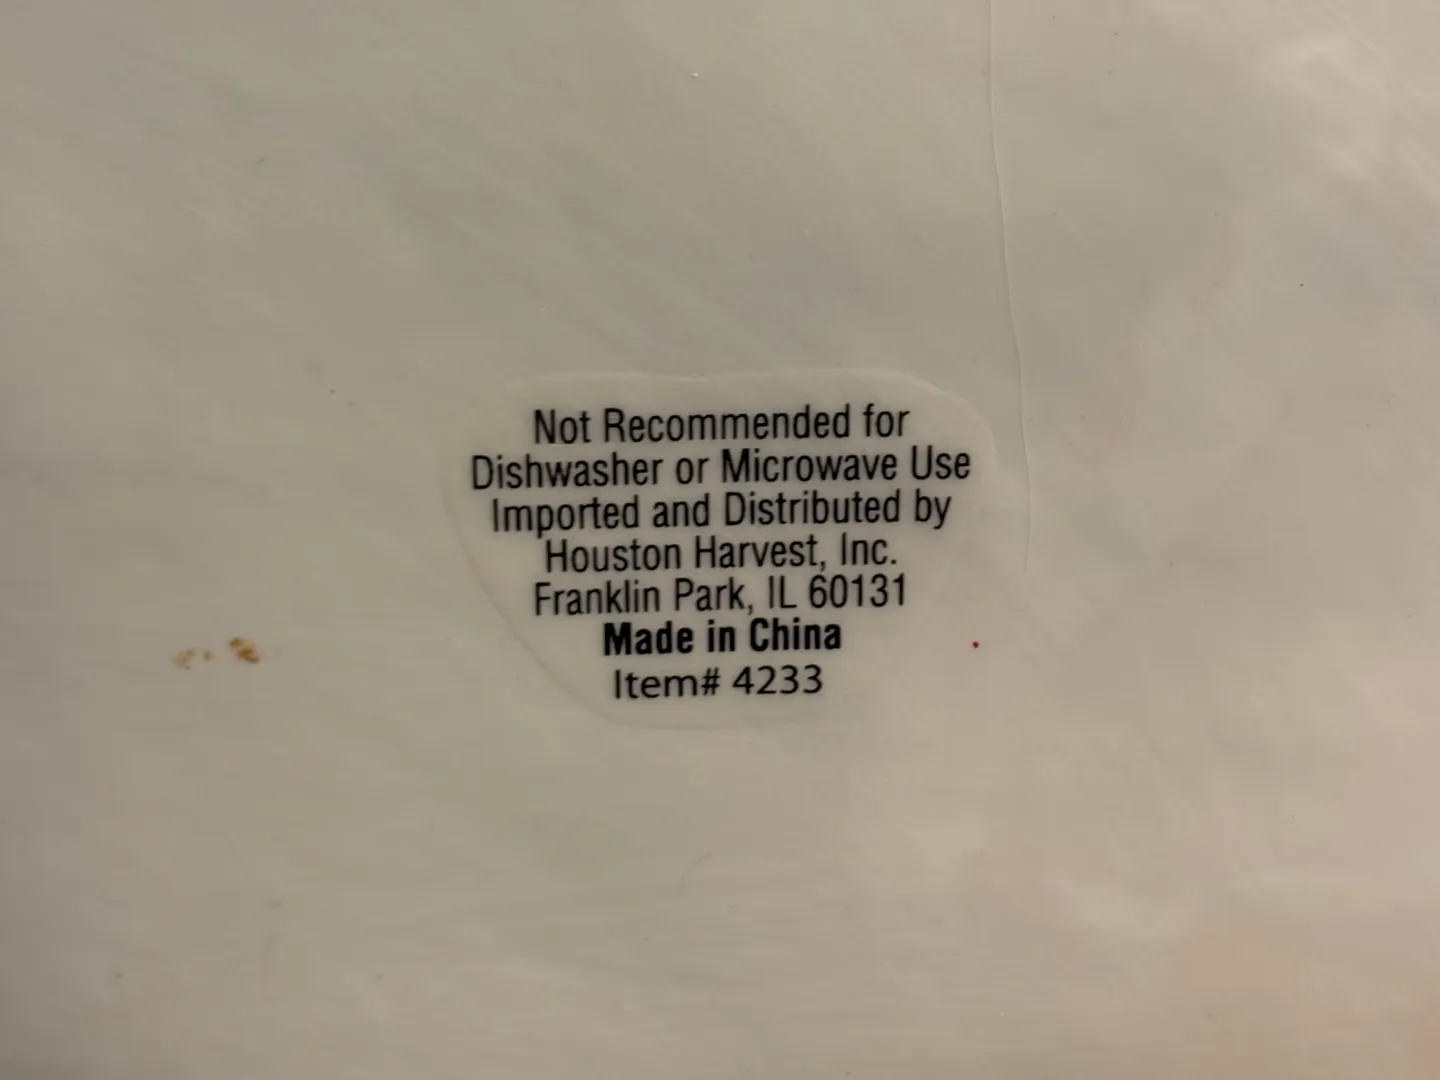 Not Recommended for
Dishwasher or Microwave Use
Imported and Distributed by
Houston Harvest, Inc.
Franklin Park, IL 60131
Made in China
Item# 4233